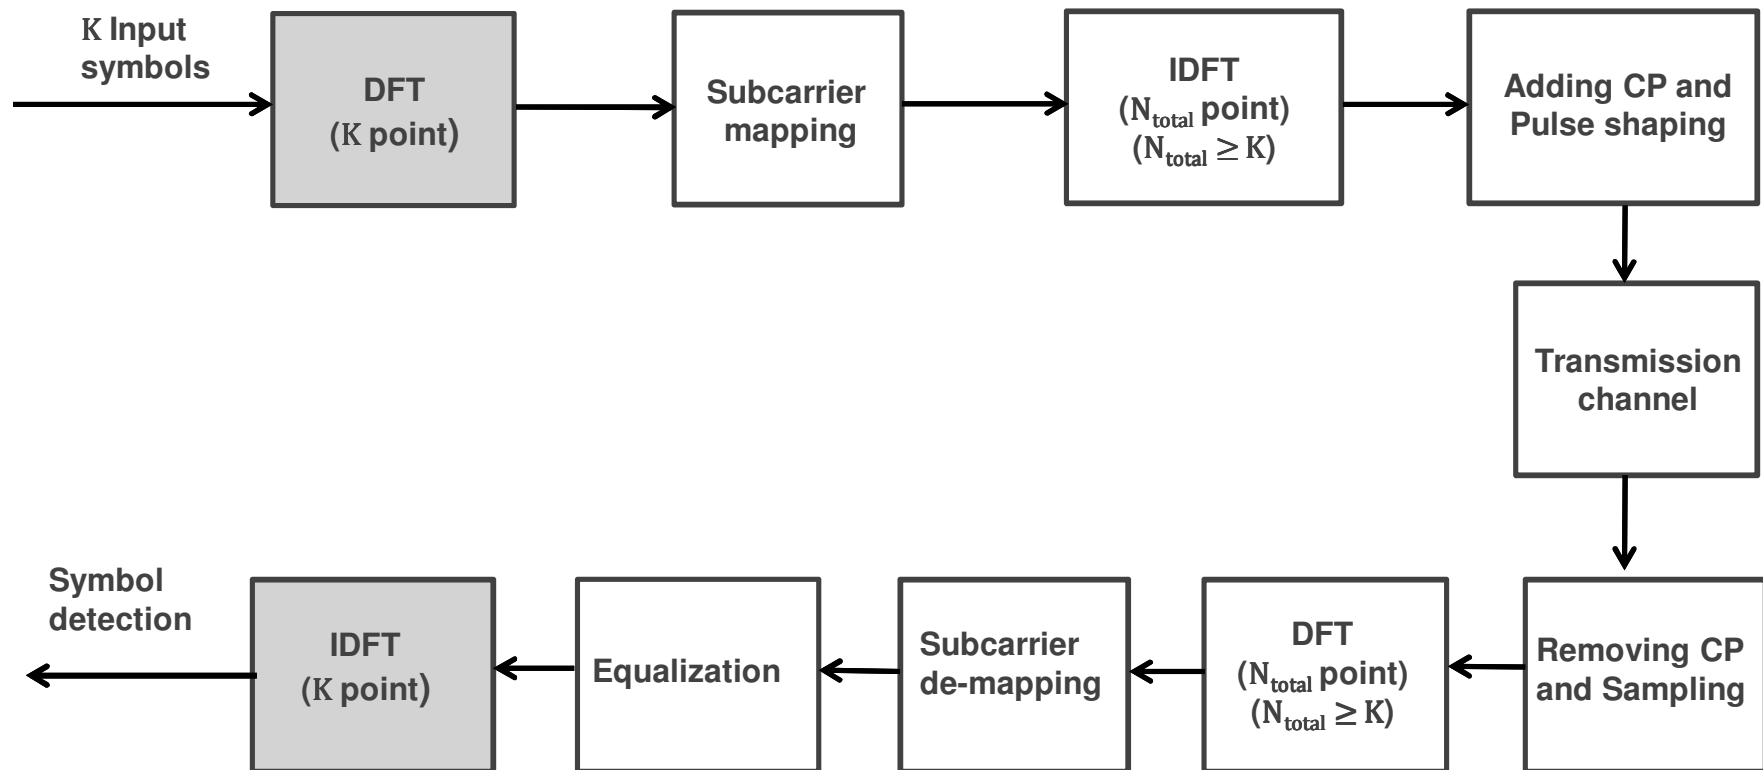 K Input
symbols
DFT
(K point)
Subcarrier
mapping
IDFT
(N_total point)
(N_total ≥ K)
Adding CP and
Pulse shaping
Transmission
channel
Removing CP
and Sampling
DFT
(N_total point)
(N_total ≥ K)
Subcarrier
de-mapping
Equalization
IDFT
(K point)
Symbol
detection